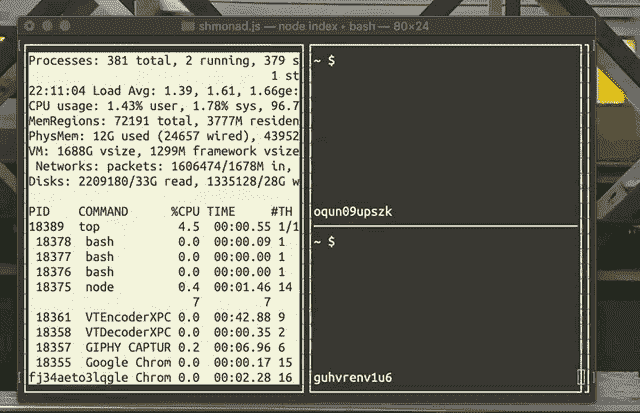 shmonad.js — node index • bash — 80×24
Processes: 381 total, 2 running, 379 s
1 st
22:11:04 Load Avg: 1.39, 1.61, 1.66ge:
CPU usage: 1.43% user, 1.78% sys, 96.7
MemRegions: 72191 total, 3777M residen
PhysMem: 12G used (24657 wired), 43952
VM: 1688G vsize, 1299M framework vsize
Networks: packets: 1606474/1678M in,
Disks: 2209180/33G read, 1335128/28G w
PID COMMAND %CPU TIME #TH
18389 top 4.5 00:00.55 1/1
18378 bash 0.0 00:00.09 1
18377 bash 0.0 00:00.00 1
18376 bash 0.0 00:00.00 1
18375 node 0.4 00:01.46 14
7 7
18361 VTEncoderXPC 0.0 00:42.88 9
18358 VTDecoderXPC 0.0 00:00.35 2
18357 GIPHY CAPTUR 0.2 00:06.96 6
18355 Google Chrom 0.0 00:00.17 15
fj34aeto3lqgle Chrom 0.0 00:02.28 16
~ $
oqun09upszk
~ $
guhvrenv1u6